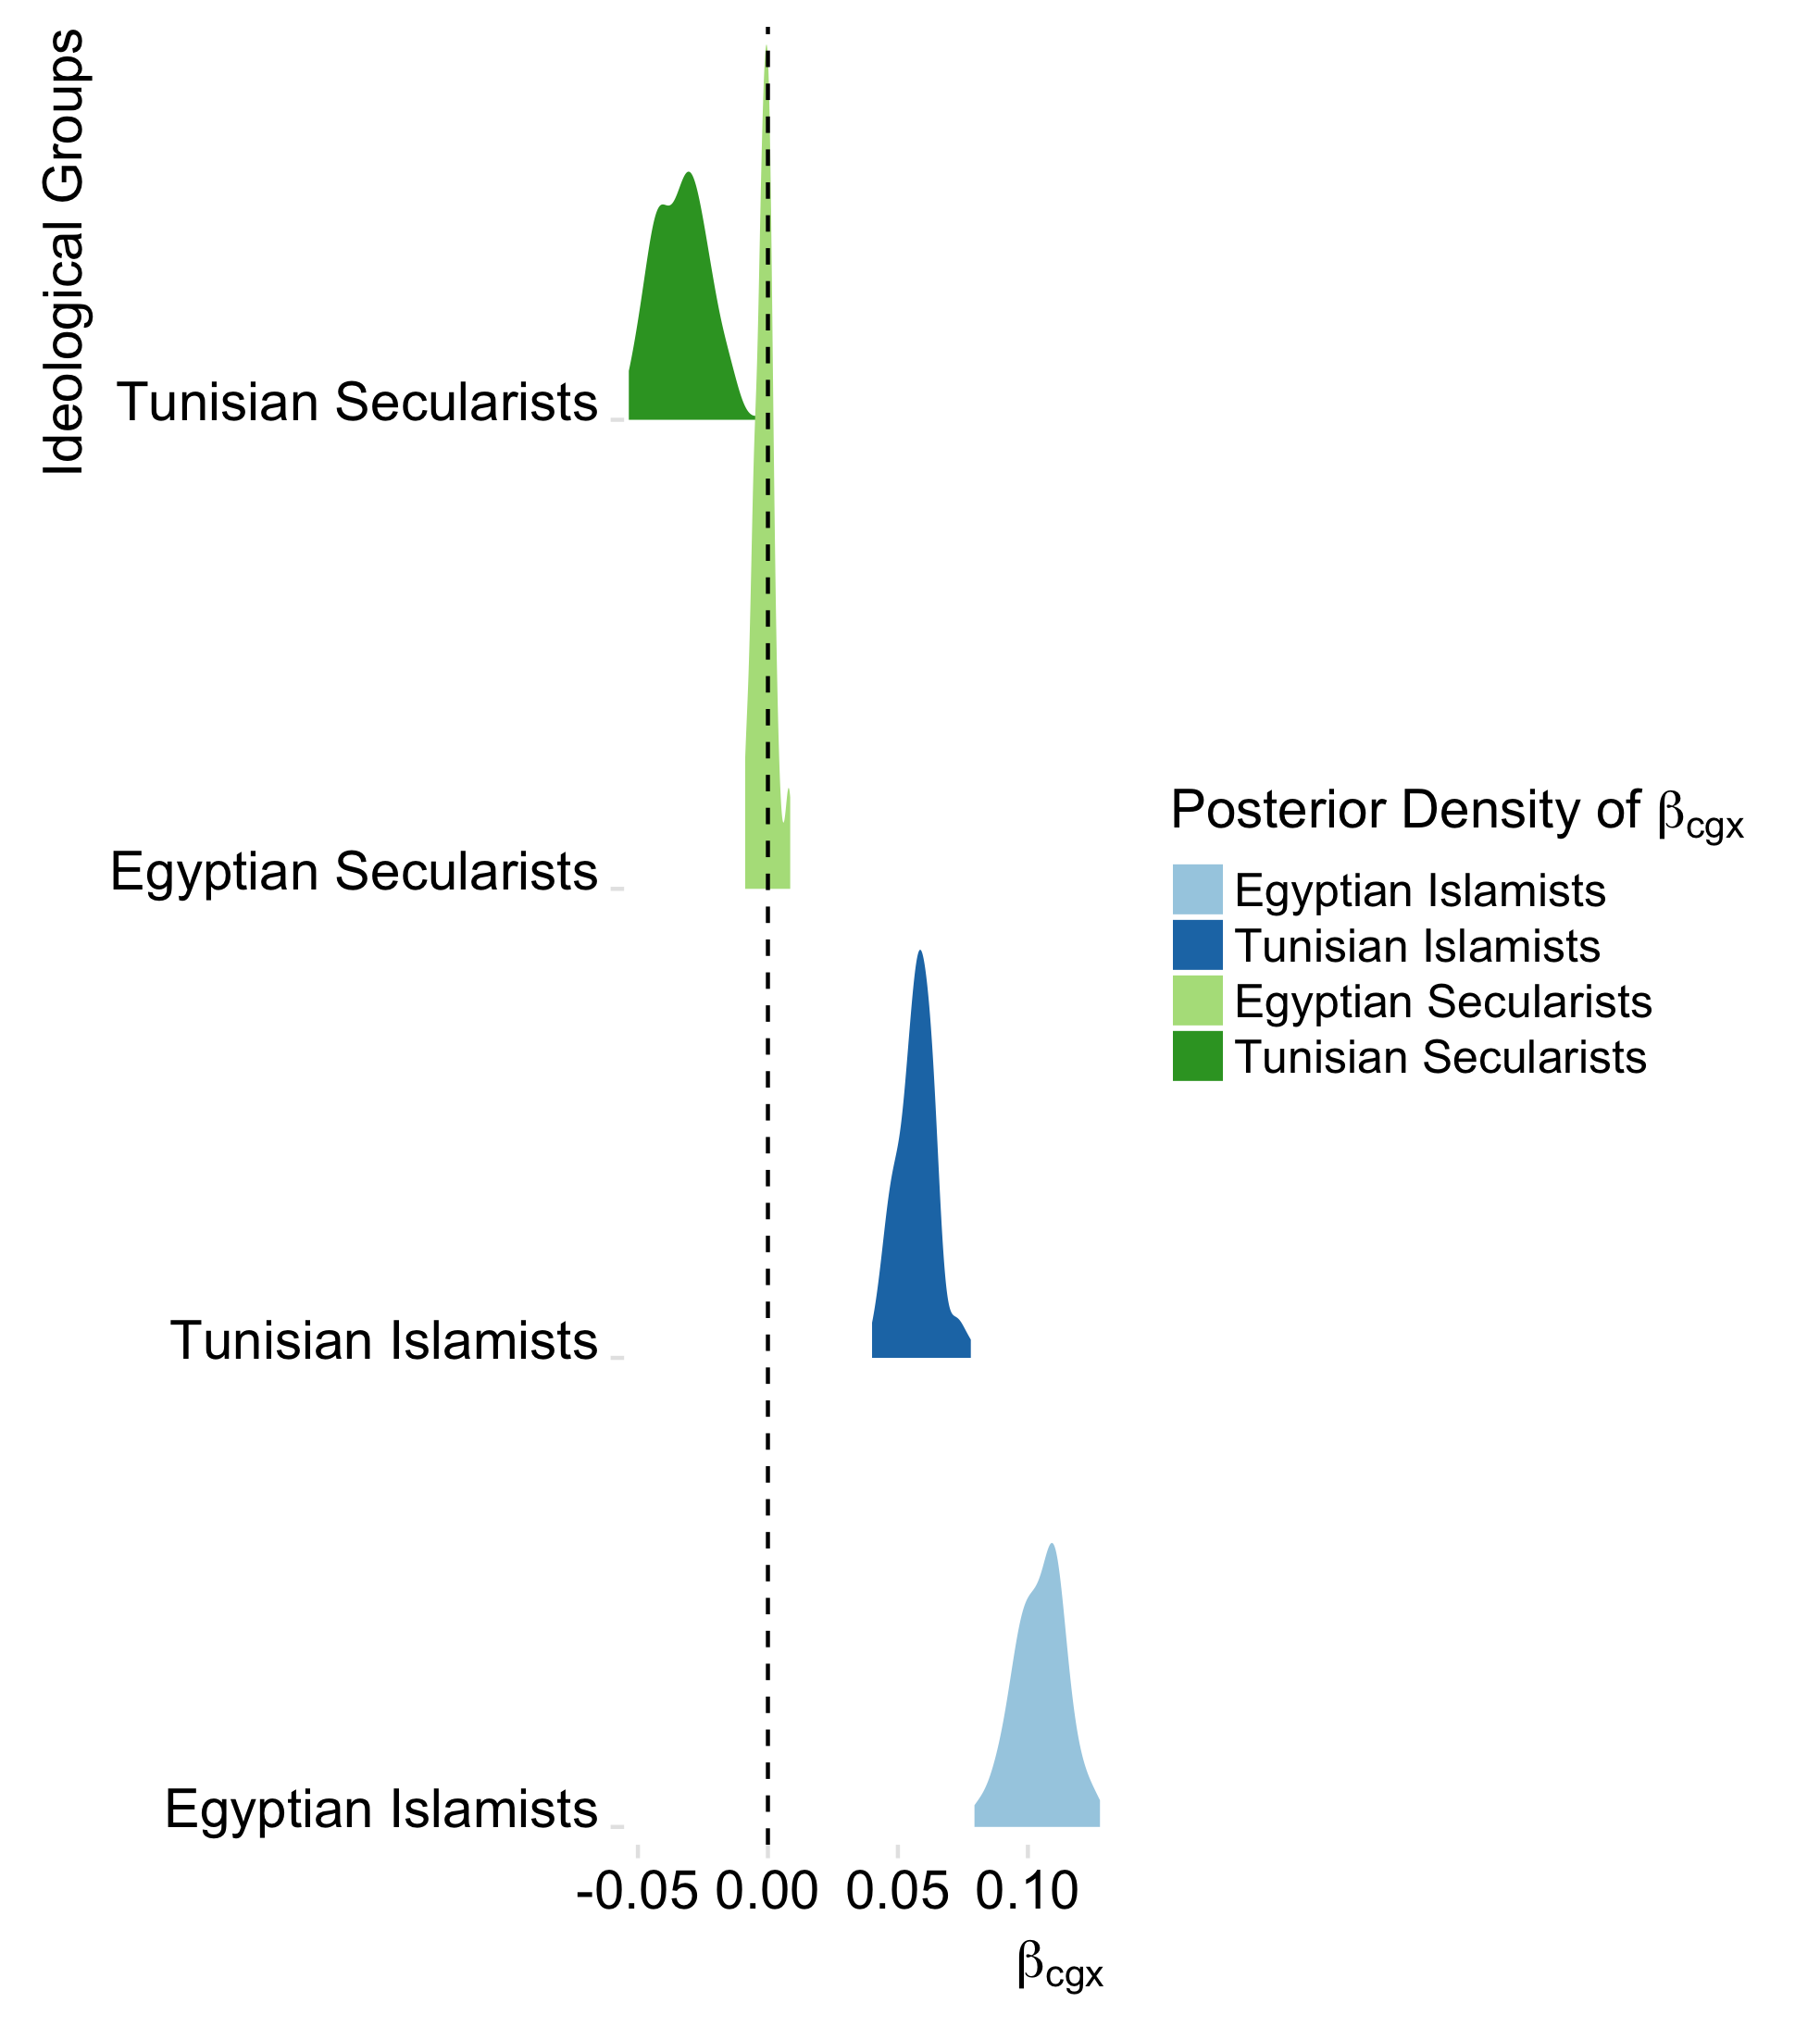 Ideological Groups
Tunisian Secularists
Egyptian Secularists
Tunisian Islamists
Egyptian Islamists
-0.05 0.00 0.05 0.10
βcgx
Posterior Density of βcgx
Egyptian Islamists
Tunisian Islamists
Egyptian Secularists
Tunisian Secularists